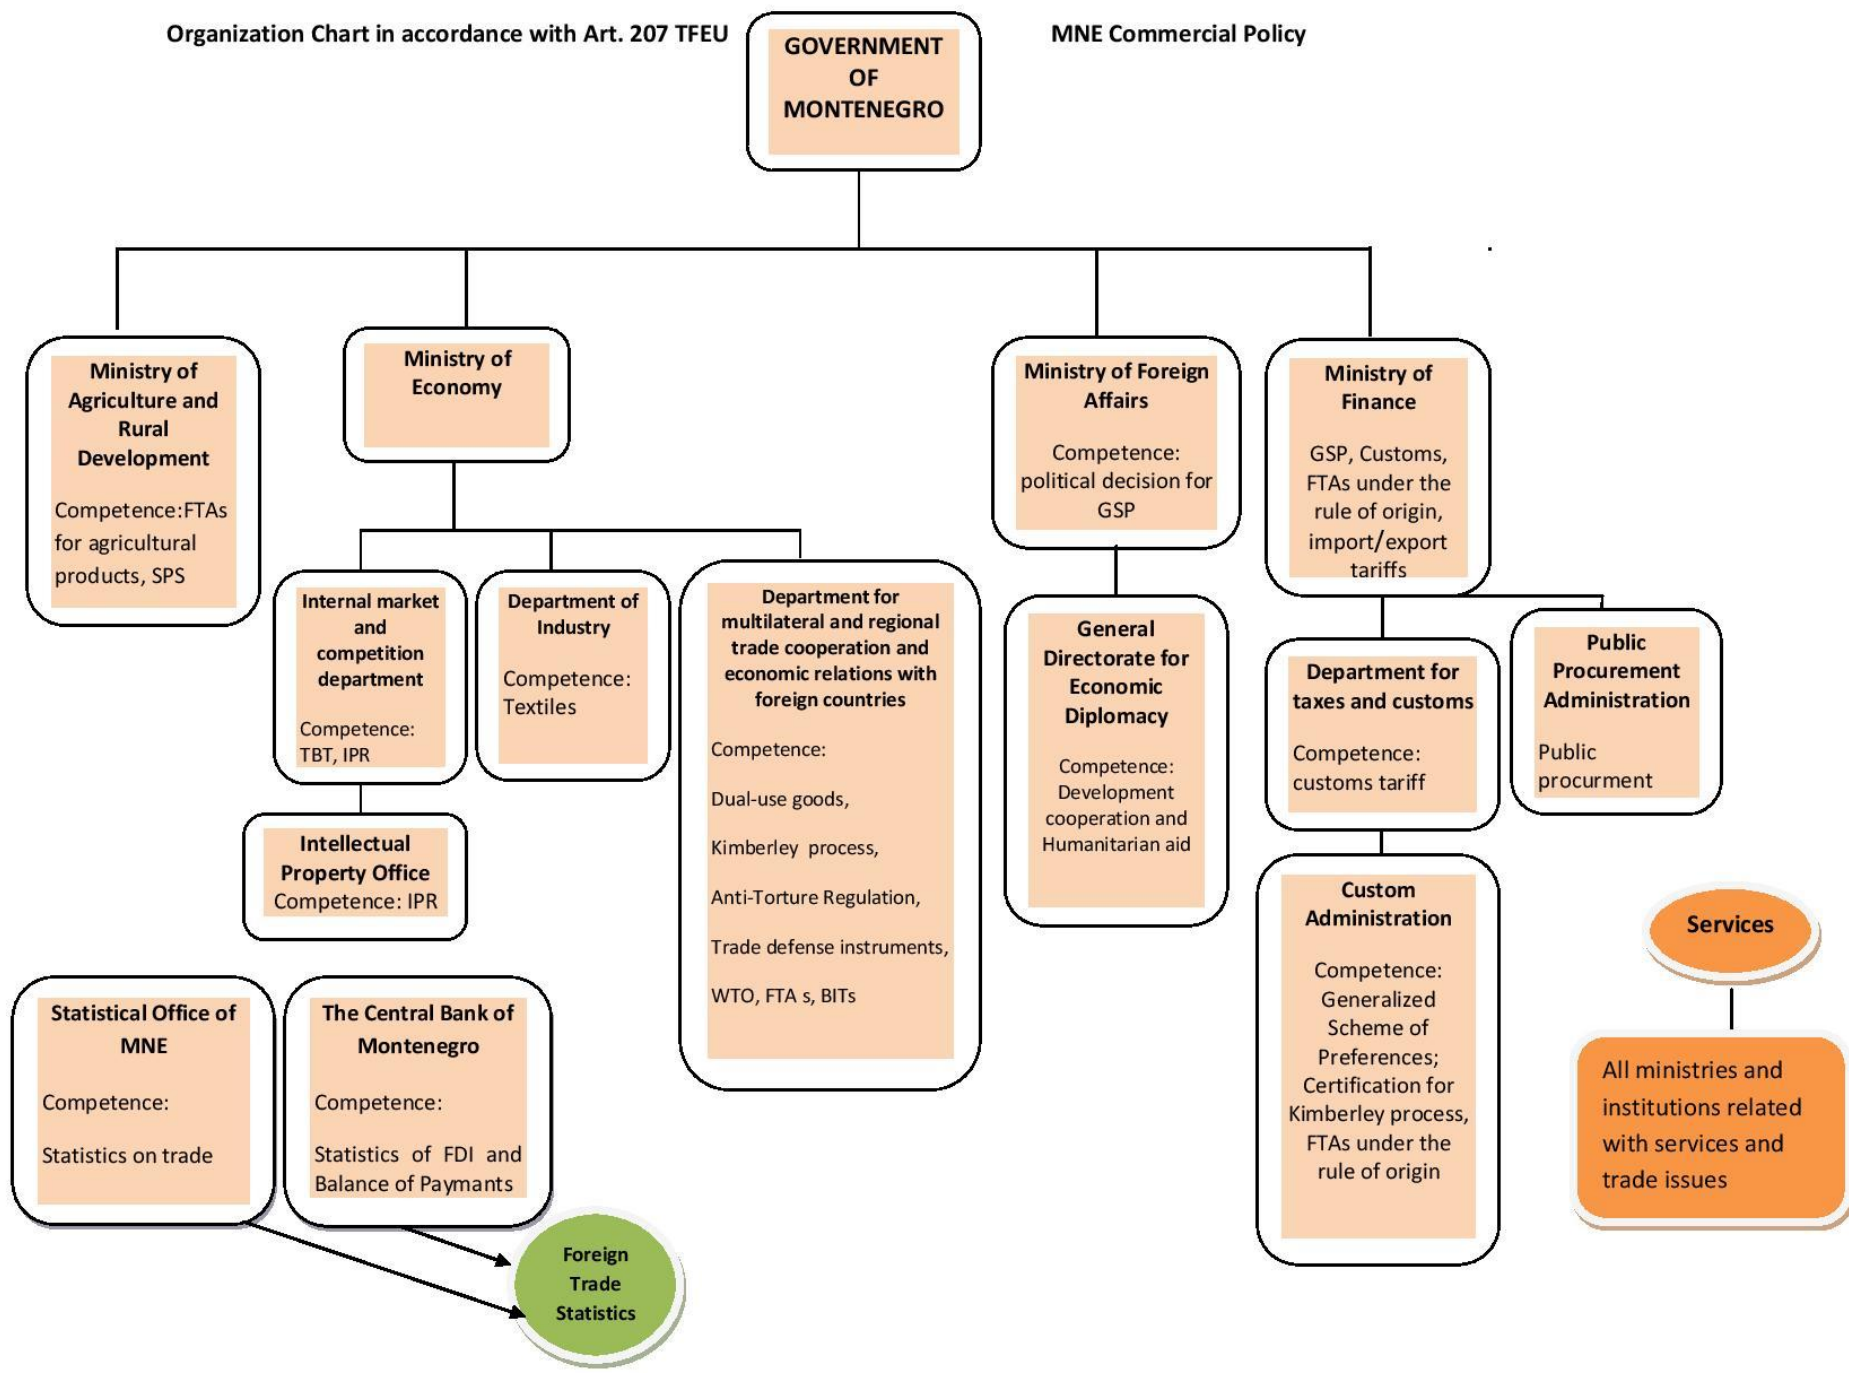 Organization Chart in accordance with Art. 207 TFEU
MNE Commercial Policy
GOVERNMENT
OF
MONTENEGRO
Ministry of
Agriculture and
Rural
Development
Competence:FTAs
for agricultural
products, SPS
Ministry of
Economy
Ministry of Foreign
Affairs
Competence:
political decision for
GSP
Ministry of
Finance
GSP, Customs,
FTAs under the
rule of origin,
import/export
tariffs
Internal market
and
competition
department
Competence:
TBT, IPR
Department of
Industry
Competence:
Textiles
Department for
multilateral and regional
trade cooperation and
economic relations with
foreign countries
Competence:
Dual-use goods,
Kimberley process,
Anti-Torture Regulation,
Trade defense instruments,
WTO, FTA s, BITs
General
Directorate for
Economic
Diplomacy
Competence:
Development
cooperation and
Humanitarian aid
Department for
taxes and customs
Competence:
customs tariff
Public
Procurement
Administration
Public
procurment
Intellectual
Property Office
Competence: IPR
Custom
Administration
Competence:
Generalized
Scheme of
Preferences;
Certification for
Kimberley process,
FTAs under the
rule of origin
Services
All ministries and
institutions related
with services and
trade issues
Statistical Office of
MNE
Competence:
Statistics on trade
The Central Bank of
Montenegro
Competence:
Statistics of FDI and
Balance of Paymants
Foreign
Trade
Statistics